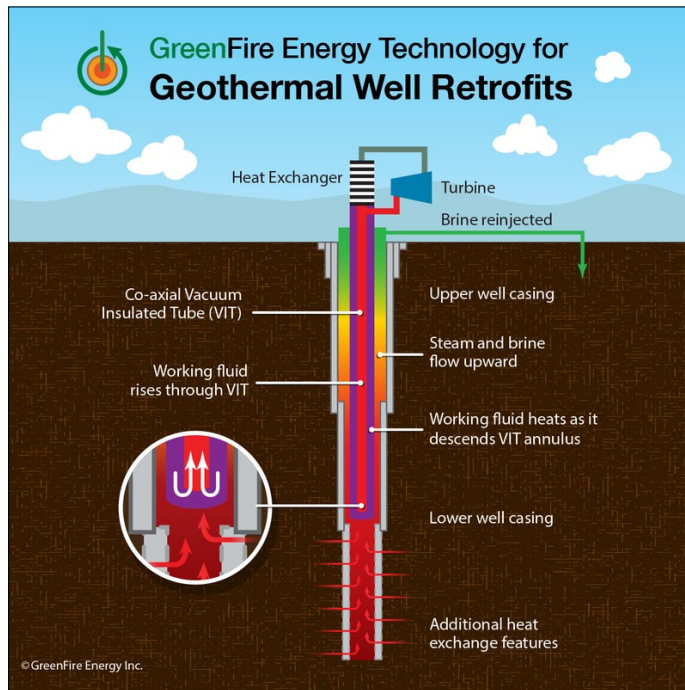 GreenFire Energy Technology for
Geothermal Well Retrofits
Heat Exchanger
Turbine
Brine reinjected
Co-axial Vacuum
Insulated Tube (VIT)
Upper well casing
Steam and brine
flow upward
Working fluid
rises through VIT
Working fluid heats as it
descends VIT annulus
Lower well casing
Additional heat
exchange features
©GreenFire Energy Inc.